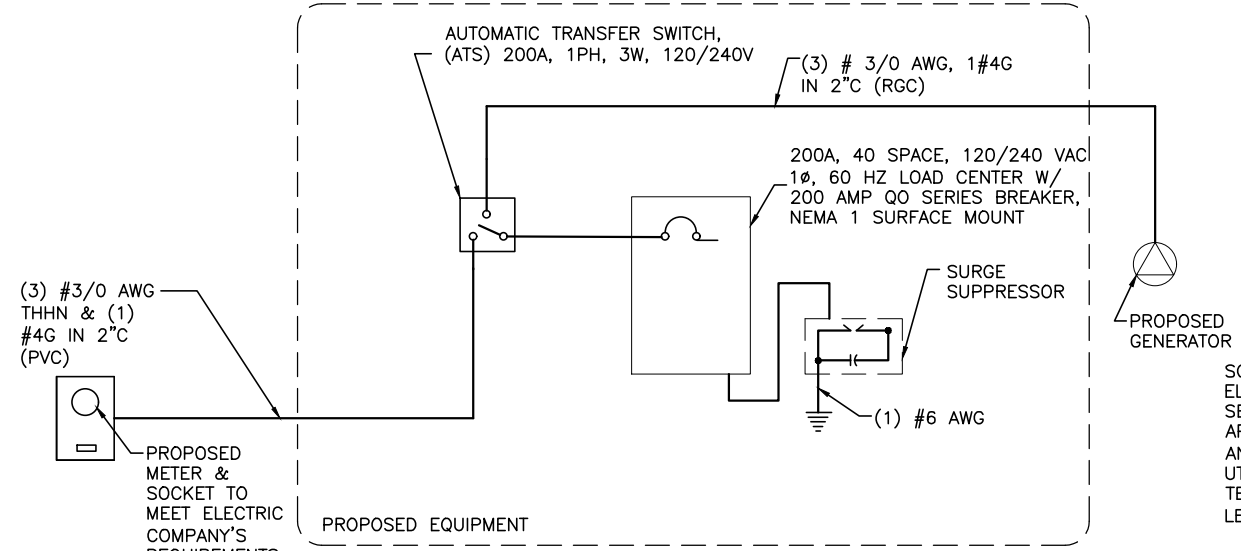 AUTOMATIC TRANSFER SWITCH,
(ATS) 200A, 1PH, 3W, 120/240V
(3) # 3/0 AWG, 1#4G
IN 2"C (RGC)
200A, 40 SPACE, 120/240 VAC
1ø, 60 HZ LOAD CENTER W/
200 AMP QO SERIES BREAKER,
NEMA 1 SURFACE MOUNT
SURGE
SUPPRESSOR
(3) #3/0 AWG
THHN & (1)
#4G IN 2"C
(PVC)
PROPOSED
GENERATOR
(1) #6 AWG
PROPOSED
METER &
SOCKET TO
MEET ELECTRIC
COMPANY'S
REQUIREMENTS
PROPOSED EQUIPMENT